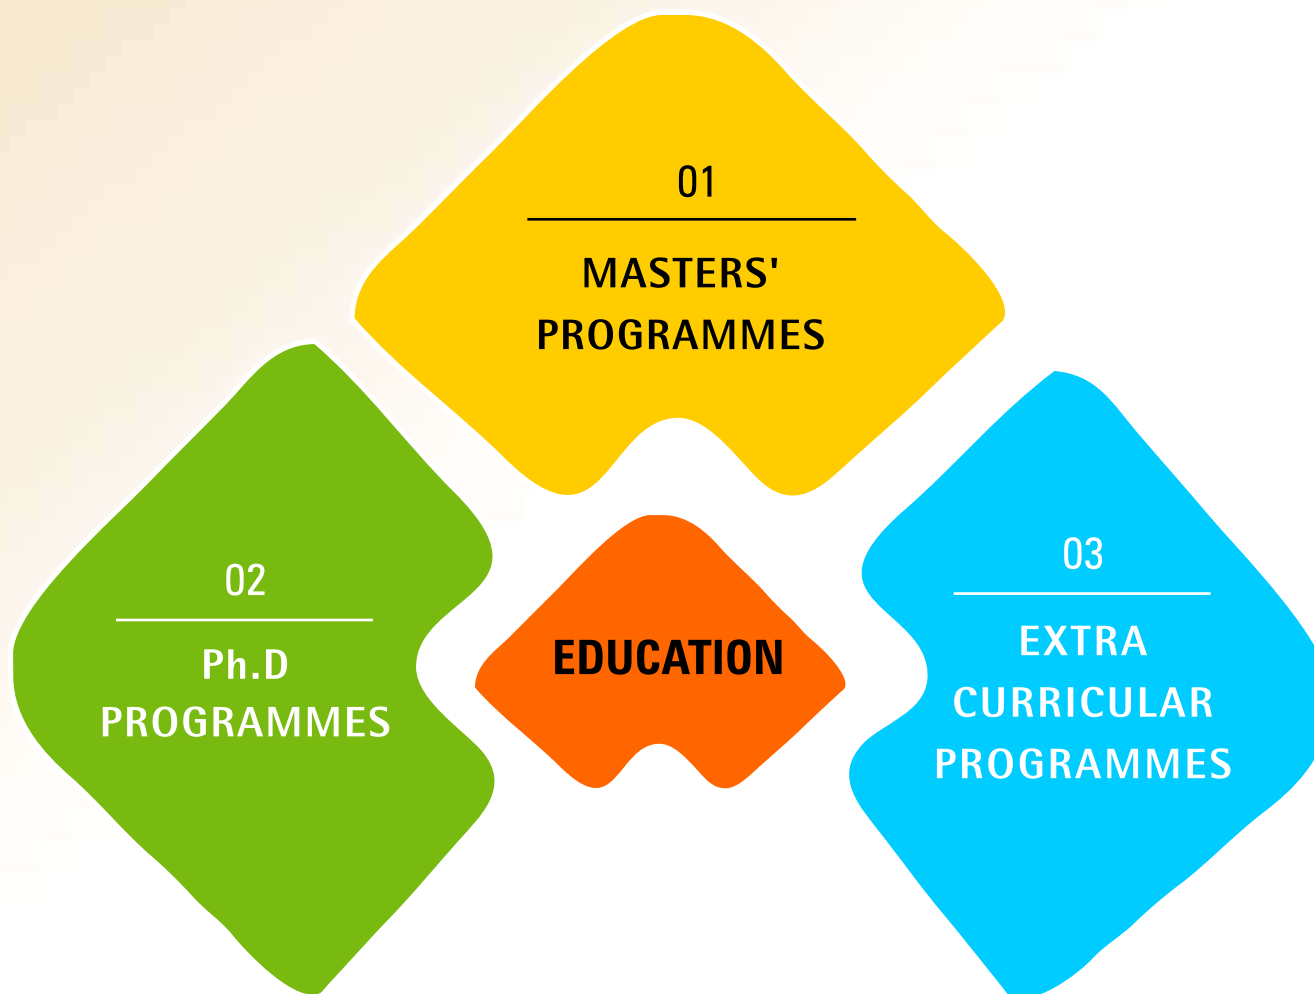 01
MASTERS'
PROGRAMMES
02
Ph.D
PROGRAMMES
EDUCATION
03
EXTRA
CURRICULAR
PROGRAMMES